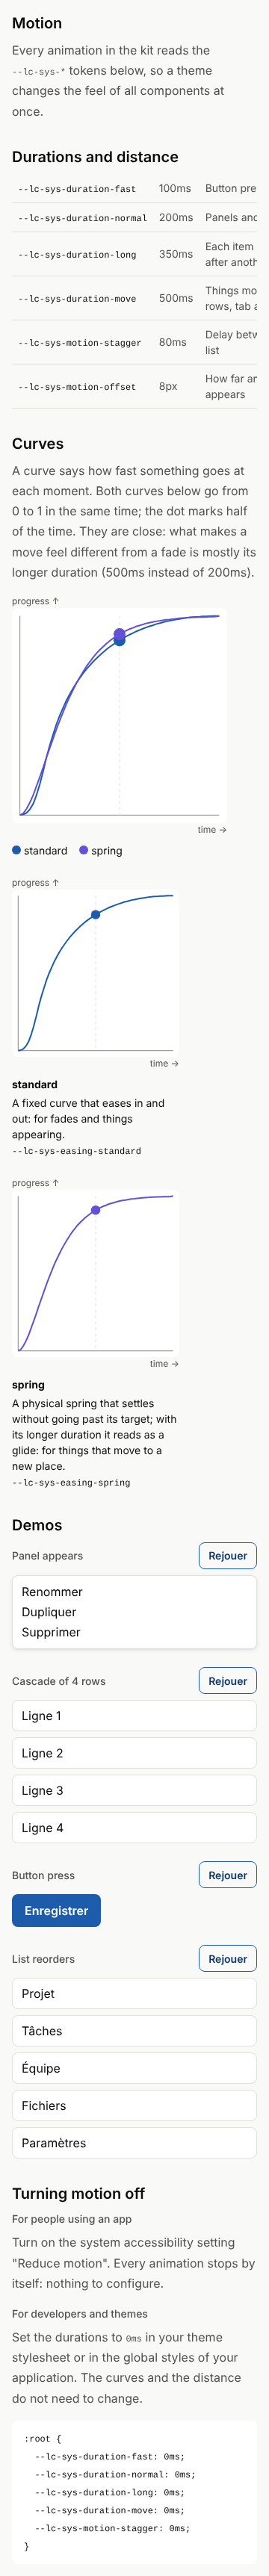 Motion
Every animation in the kit reads the
--lc-sys-* tokens below, so a theme
changes the feel of all components at
once.
Durations and distance
--lc-sys-duration-fast 100ms Button pre
--lc-sys-duration-normal 200ms Panels and
--lc-sys-duration-long 350ms Each item
after anoth
--lc-sys-duration-move 500ms Things mo
rows, tab a
--lc-sys-motion-stagger 80ms Delay betw
list
--lc-sys-motion-offset 8px How far an
appears
Curves
A curve says how fast something goes at
each moment. Both curves below go from
0 to 1 in the same time; the dot marks half
of the time. They are close: what makes a
move feel different from a fade is mostly its
longer duration (500ms instead of 200ms).
progress ↑
time →
standard spring
progress ↑
time →
standard
A fixed curve that eases in and
out: for fades and things
appearing.
--lc-sys-easing-standard
progress ↑
time →
spring
A physical spring that settles
without going past its target; with
its longer duration it reads as a
glide: for things that move to a
new place.
--lc-sys-easing-spring
Demos
Panel appears Rejouer
Renommer
Dupliquer
Supprimer
Cascade of 4 rows Rejouer
Ligne 1
Ligne 2
Ligne 3
Ligne 4
Button press Rejouer
Enregistrer
List reorders Rejouer
Projet
Tâches
Équipe
Fichiers
Paramètres
Turning motion off
For people using an app
Turn on the system accessibility setting
"Reduce motion". Every animation stops by
itself: nothing to configure.
For developers and themes
Set the durations to 0ms in your theme
stylesheet or in the global styles of your
application. The curves and the distance
do not need to change.
:root {
--lc-sys-duration-fast: 0ms;
--lc-sys-duration-normal: 0ms;
--lc-sys-duration-long: 0ms;
--lc-sys-duration-move: 0ms;
--lc-sys-motion-stagger: 0ms;
}